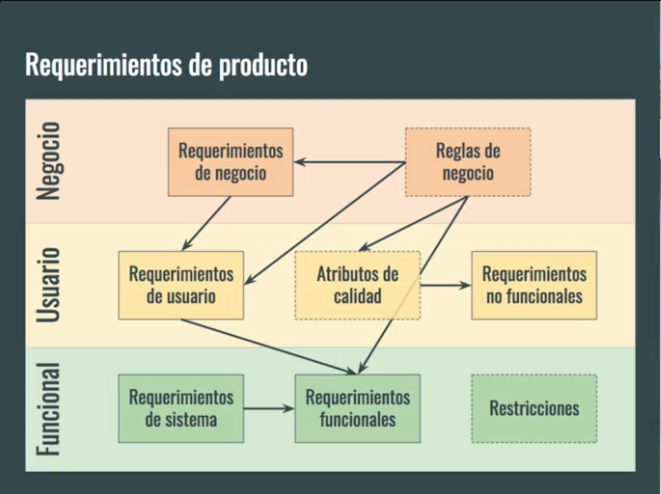 Requerimientos de producto
Negocio
Requerimientos
de negocio
Reglas de
negocio
Usuario
Requerimientos
de usuario
Atributos de
calidad
Requerimientos
no funcionales
Funcional
Requerimientos
de sistema
Requerimientos
funcionales
Restricciones